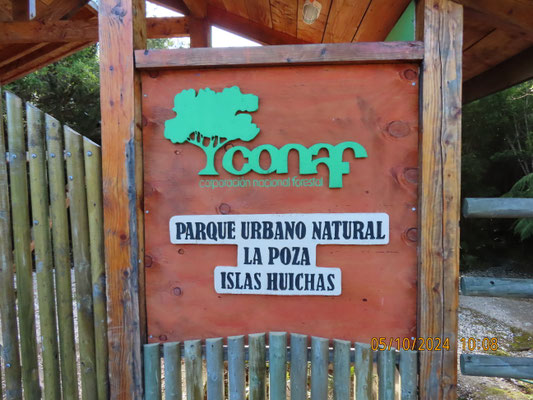 conaf
corporación nacional forestal
PARQUE URBANO NATURAL
LA POZA
ISLAS HUICHAS
05/10/2024 10:03